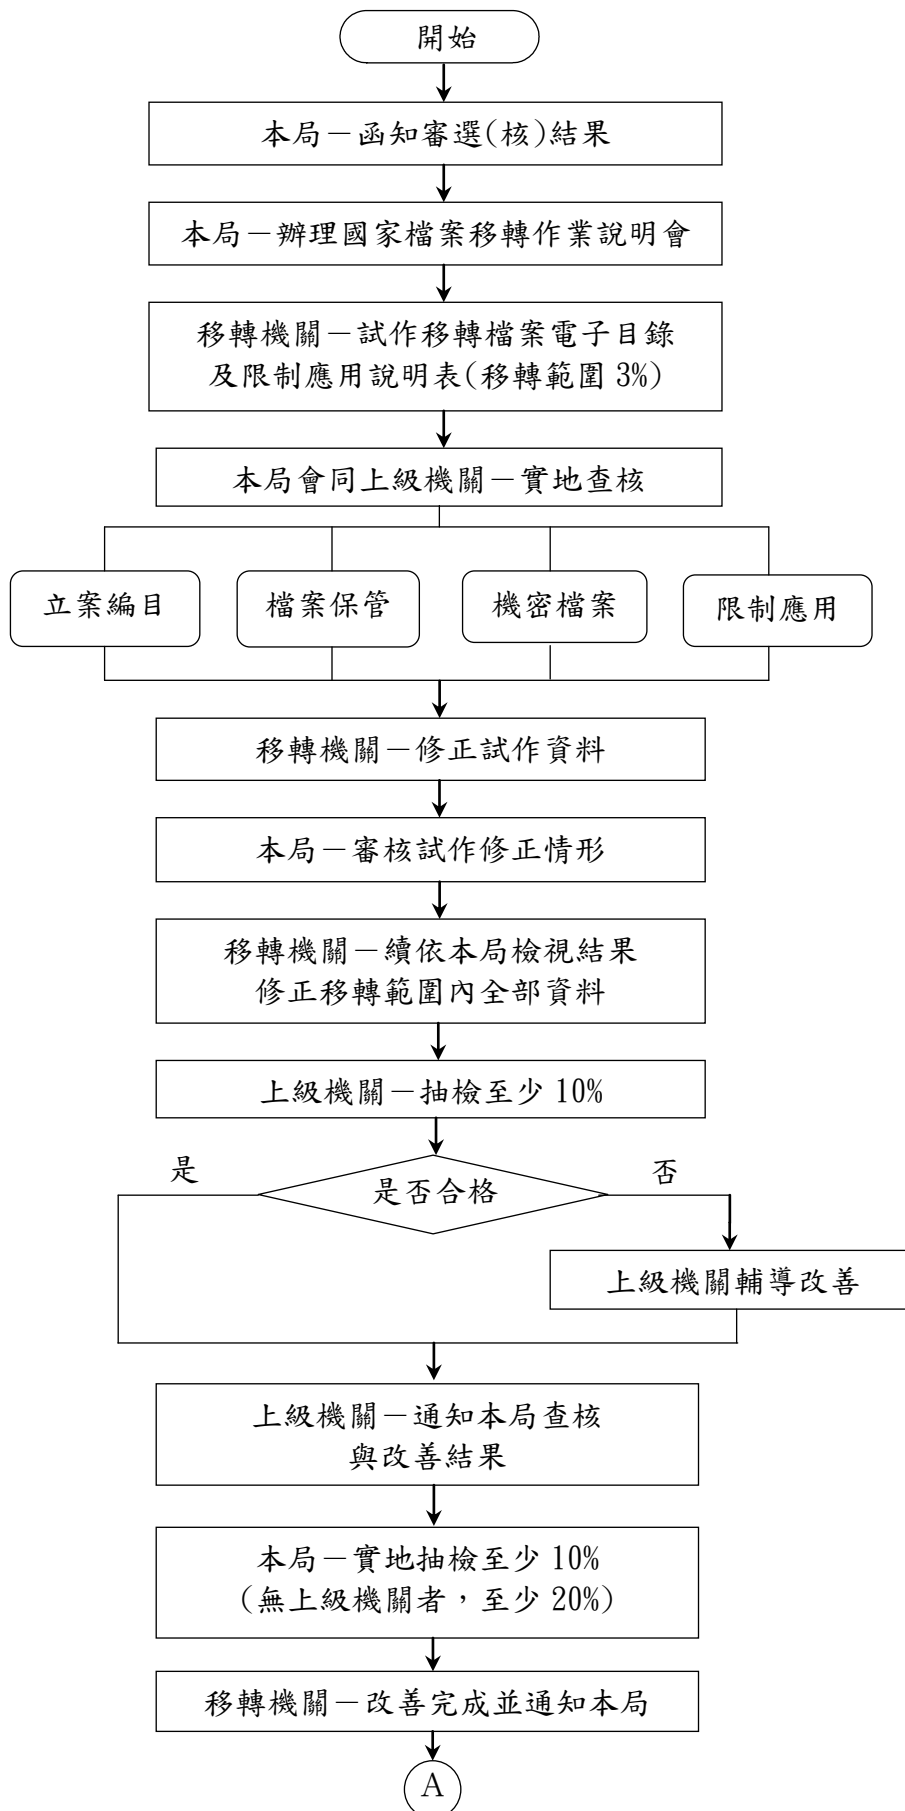 開始
本局－函知審選(核)結果
本局－辦理國家檔案移轉作業說明會
移轉機關－試作移轉檔案電子目錄
及限制應用說明表(移轉範圍 3%)
本局會同上級機關－實地查核
立案編目
檔案保管
機密檔案
限制應用
移轉機關－修正試作資料
本局－審核試作修正情形
移轉機關－續依本局檢視結果
修正移轉範圍內全部資料
上級機關－抽檢至少 10%
是
是否合格
否
上級機關輔導改善
上級機關－通知本局查核
與改善結果
本局－實地抽檢至少 10%
(無上級機關者，至少 20%)
移轉機關－改善完成並通知本局
A